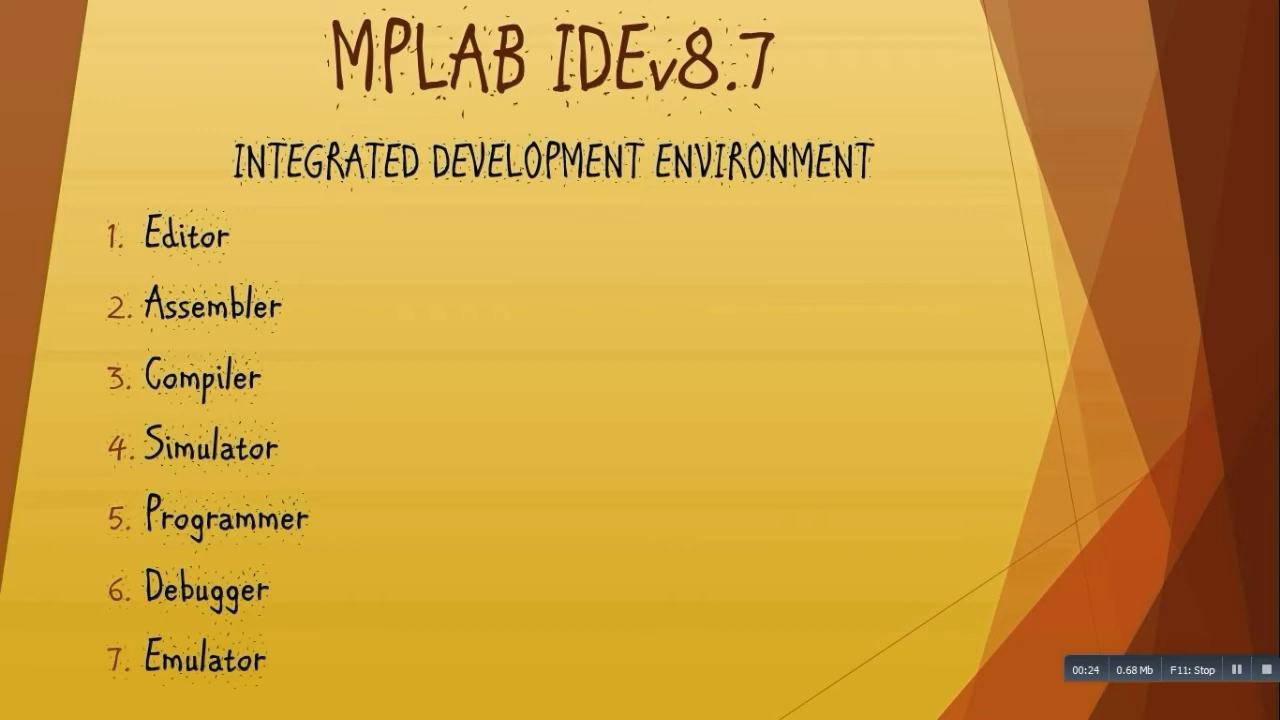 MPLAB IDEv8.7
INTEGRATED DEVELOPMENT ENVIRONMENT
1. Editor
2. Assembler
3. Compiler
4. Simulator
5. Programmer
6. Debugger
7. Emulator
00:24 0.68 Mb F11: Stop